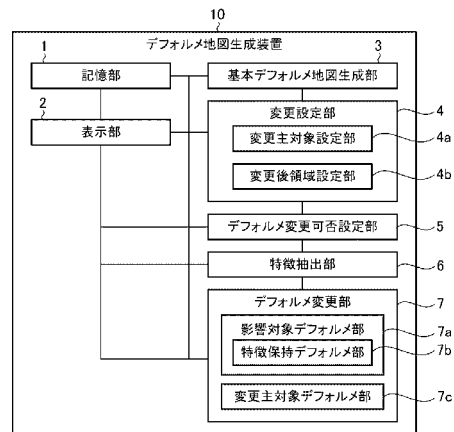 10
デフォルメ地図生成装置
1
記憶部
2
表示部
3
基本デフォルメ地図生成部
4
変更設定部
変更主対象設定部
4a
変更後領域設定部
4b
デフォルメ変更可否設定部
5
特徴抽出部
6
デフォルメ変更部
7
影響対象デフォルメ部
7a
特徴保持デフォルメ部
7b
変更主対象デフォルメ部
7c